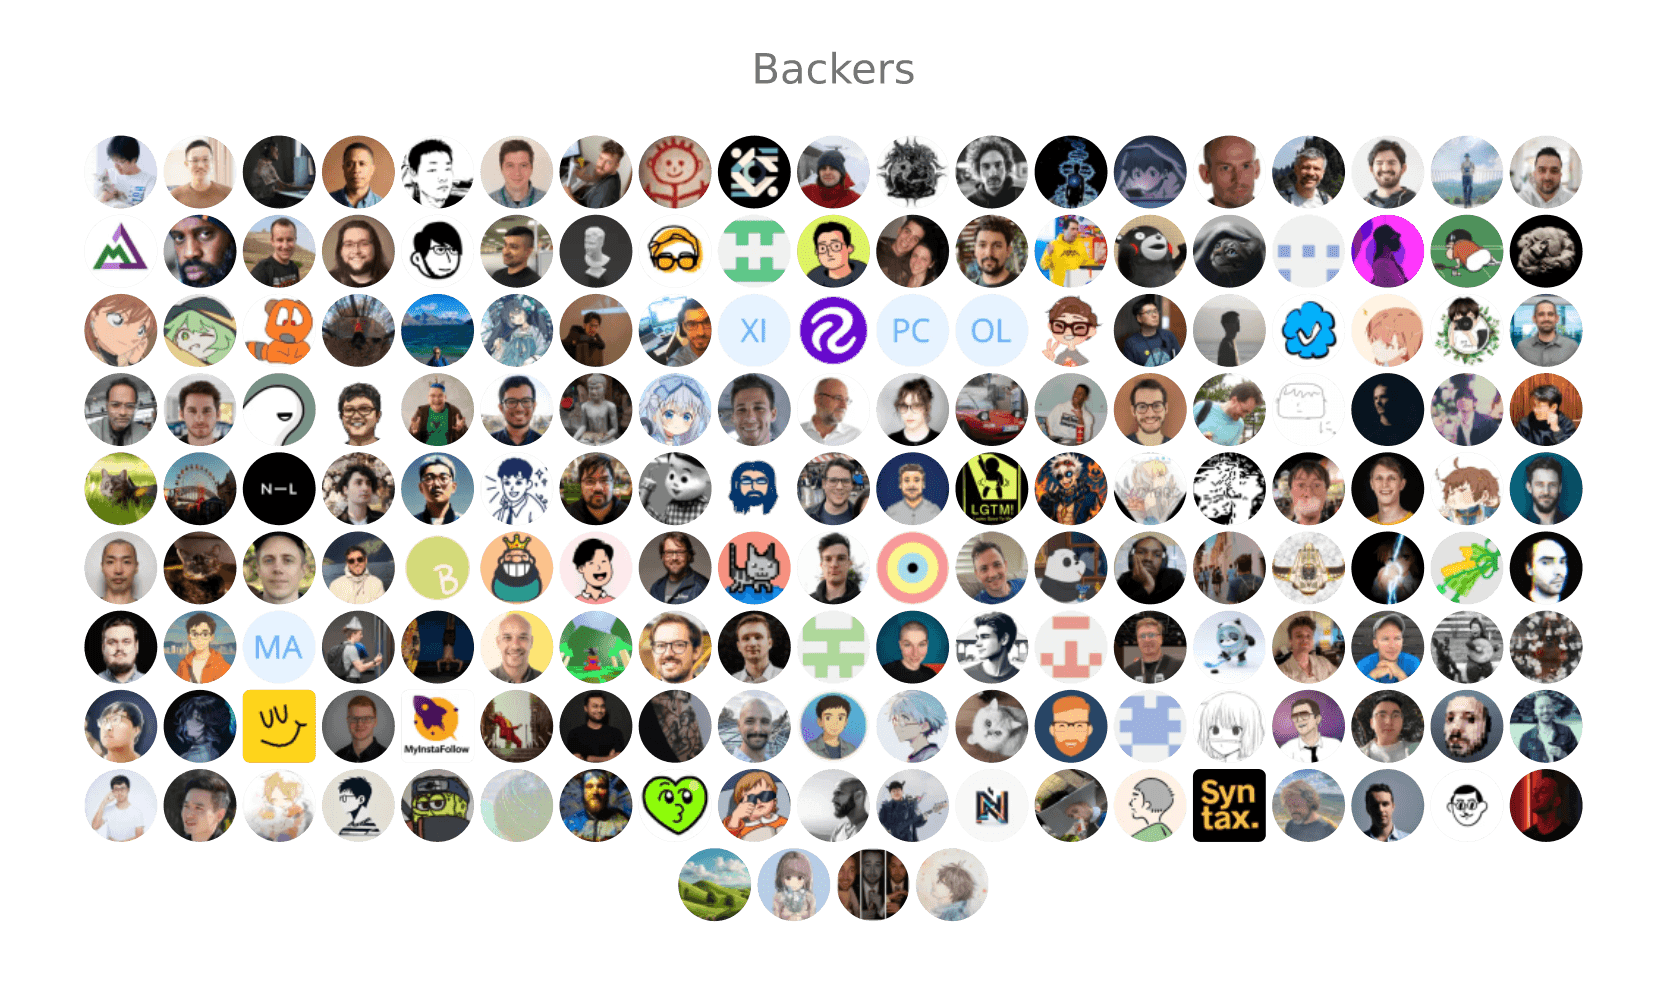 Backers
XI
PC
OL
N—L
LGTM!
B
MA
MyInstaFollow
Syn
tax.